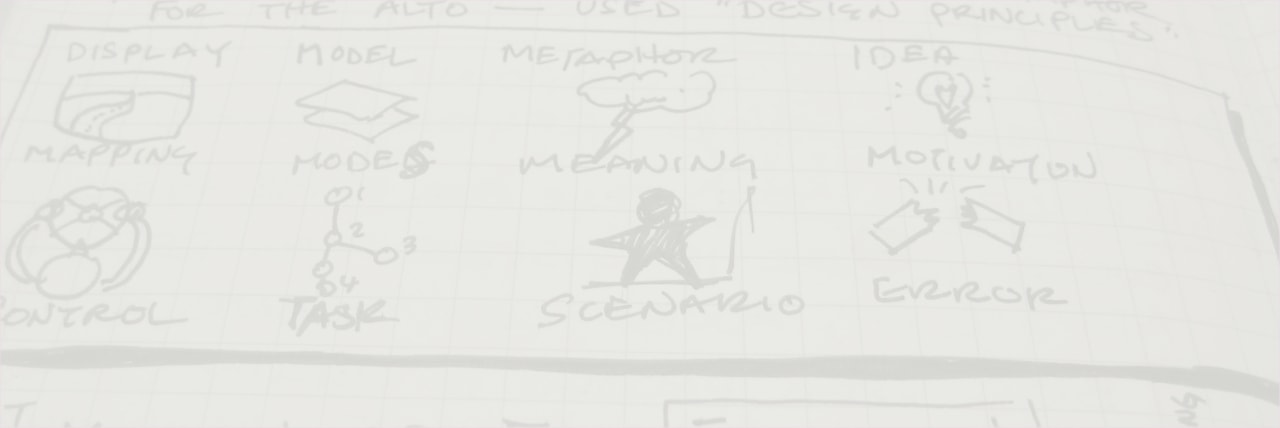 FOR THE ALTO — USED "DESIGN PRINCIPLES".
DISPLAY MODEL METAPHOR IDEA
MAPPING MODES MEANING MOTIVATION
1
2 3
4
CONTROL TASK SCENARIO ERROR